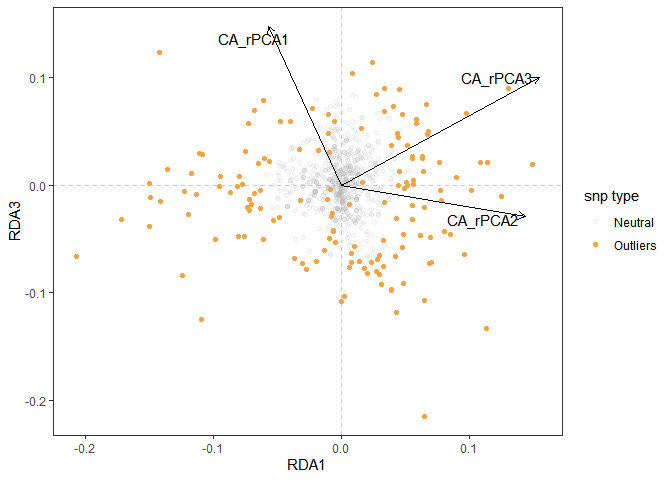 CA_rPCA1
CA_rPCA3
CA_rPCA2
0.1
0.0
-0.1
-0.2
RDA3
-0.2
-0.1
0.0
0.1
RDA1
snp type
Neutral
Outliers